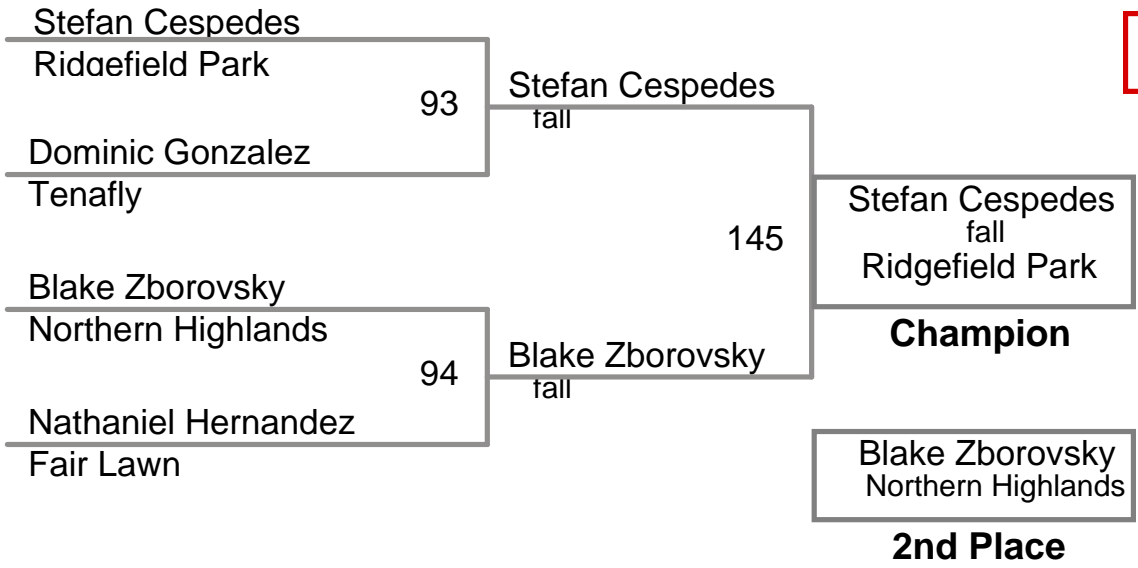 Stefan Cespedes
Ridgefield Park
93
Dominic Gonzalez
Tenafly
Stefan Cespedes
fall
145
Blake Zborovsky
Northern Highlands
94
Nathaniel Hernandez
Fair Lawn
Blake Zborovsky
fall
Stefan Cespedes
fall
Ridgefield Park
Champion
Blake Zborovsky
Northern Highlands
2nd Place